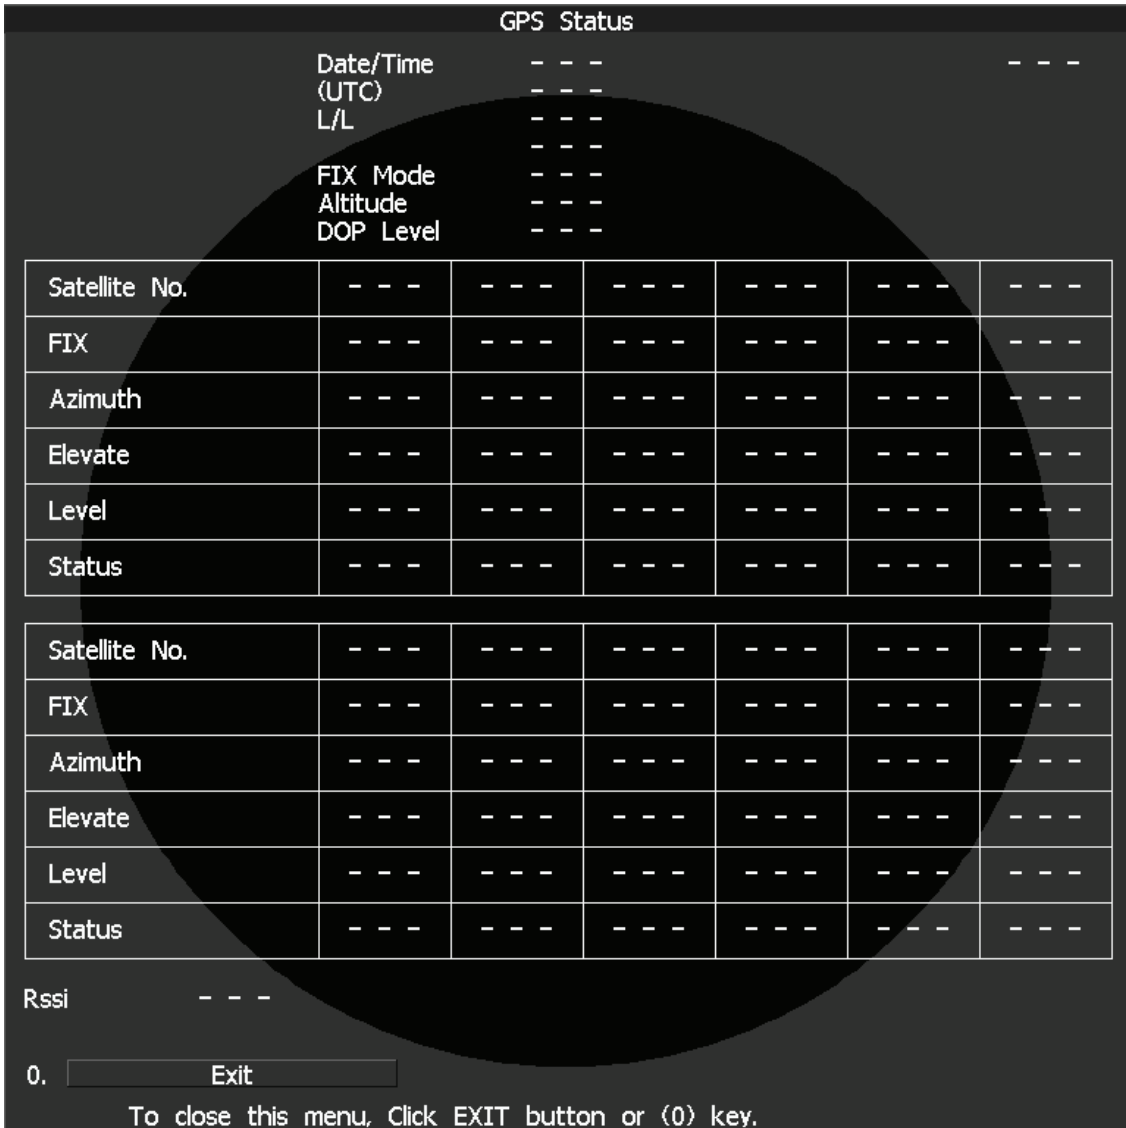 GPS Status
Date/Time - - - - - -
(UTC) - - -
L/L - - -
- - -
FIX Mode - - -
Altitude - - -
DOP Level - - -
Satellite No. - - - - - - - - - - - - - - - - - -
FIX - - - - - - - - - - - - - - - - - -
Azimuth - - - - - - - - - - - - - - - - - -
Elevate - - - - - - - - - - - - - - - - - -
Level - - - - - - - - - - - - - - - - - -
Status - - - - - - - - - - - - - - - - - -
Satellite No. - - - - - - - - - - - - - - - - - -
FIX - - - - - - - - - - - - - - - - - -
Azimuth - - - - - - - - - - - - - - - - - -
Elevate - - - - - - - - - - - - - - - - - -
Level - - - - - - - - - - - - - - - - - -
Status - - - - - - - - - - - - - - - - - -
Rssi - - -
0. Exit
To close this menu, Click EXIT button or (0) key.